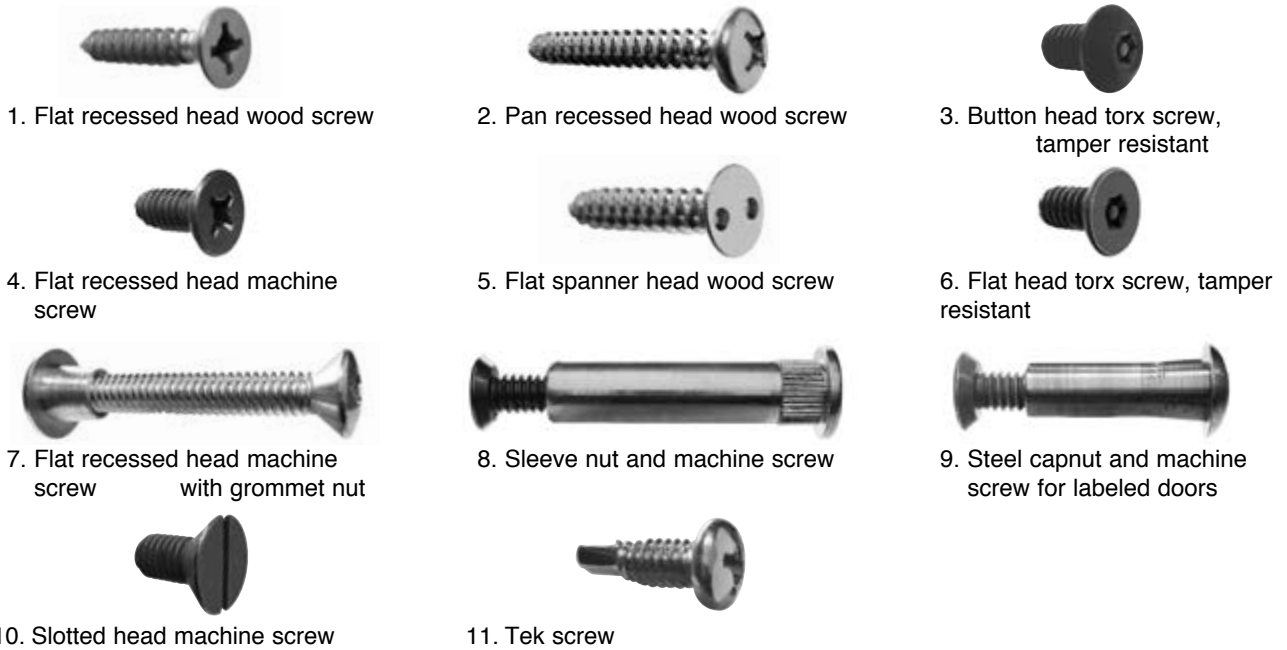 1. Flat recessed head wood screw
2. Pan recessed head wood screw
3. Button head torx screw,
tamper resistant
4. Flat recessed head machine
screw
5. Flat spanner head wood screw
6. Flat head torx screw, tamper
resistant
7. Flat recessed head machine
screw with grommet nut
8. Sleeve nut and machine screw
9. Steel capnut and machine
screw for labeled doors
10. Slotted head machine screw
11. Tek screw